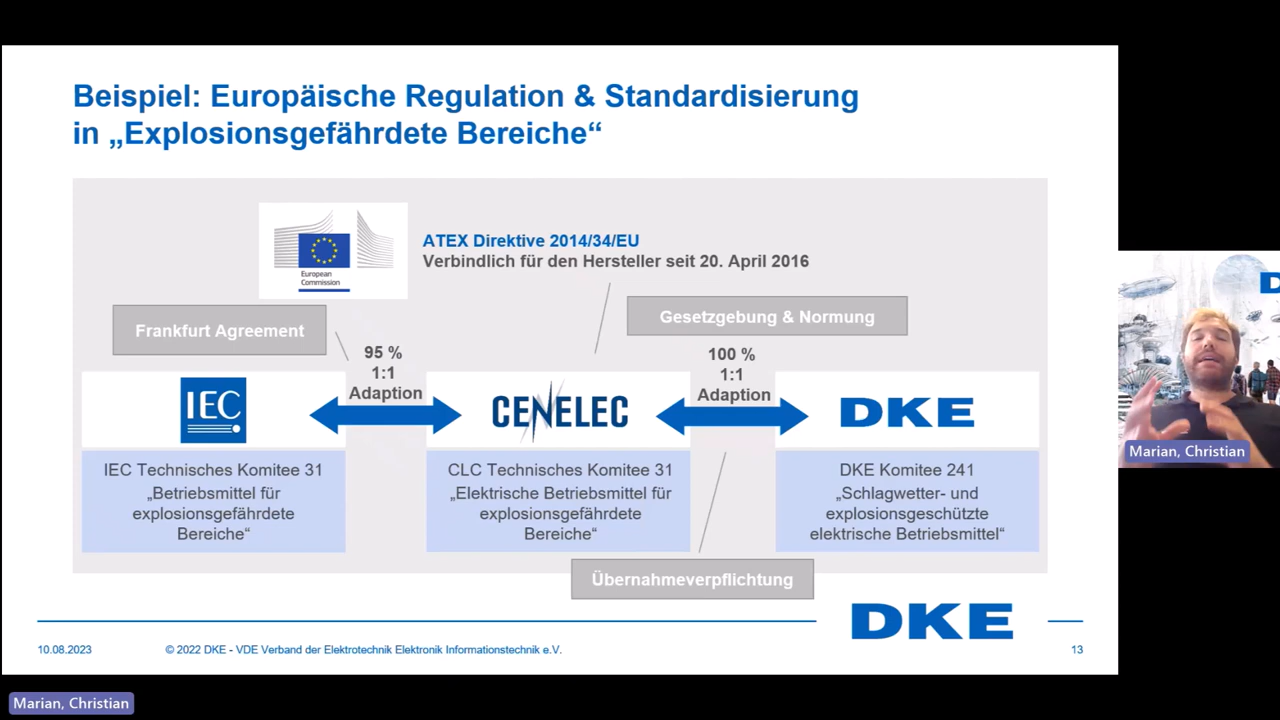 Beispiel: Europäische Regulation & Standardisierung
in „Explosionsgefährdete Bereiche“
European
Commission
ATEX Direktive 2014/34/EU
Verbindlich für den Hersteller seit 20. April 2016
Frankfurt Agreement
Gesetzgebung & Normung
95 %
1:1
Adaption
100 %
1:1
Adaption
IEC
CENELEC
DKE
IEC Technisches Komitee 31
„Betriebsmittel für
explosionsgefährdete
Bereiche“
CLC Technisches Komitee 31
„Elektrische Betriebsmittel für
explosionsgefährdete
Bereiche“
DKE Komitee 241
„Schlagwetter- und
explosionsgeschützte
elektrische Betriebsmittel“
Übernahmeverpflichtung
DKE
10.08.2023
© 2022 DKE - VDE Verband der Elektrotechnik Elektronik Informationstechnik e.V.
13
Marian, Christian
Marian, Christian